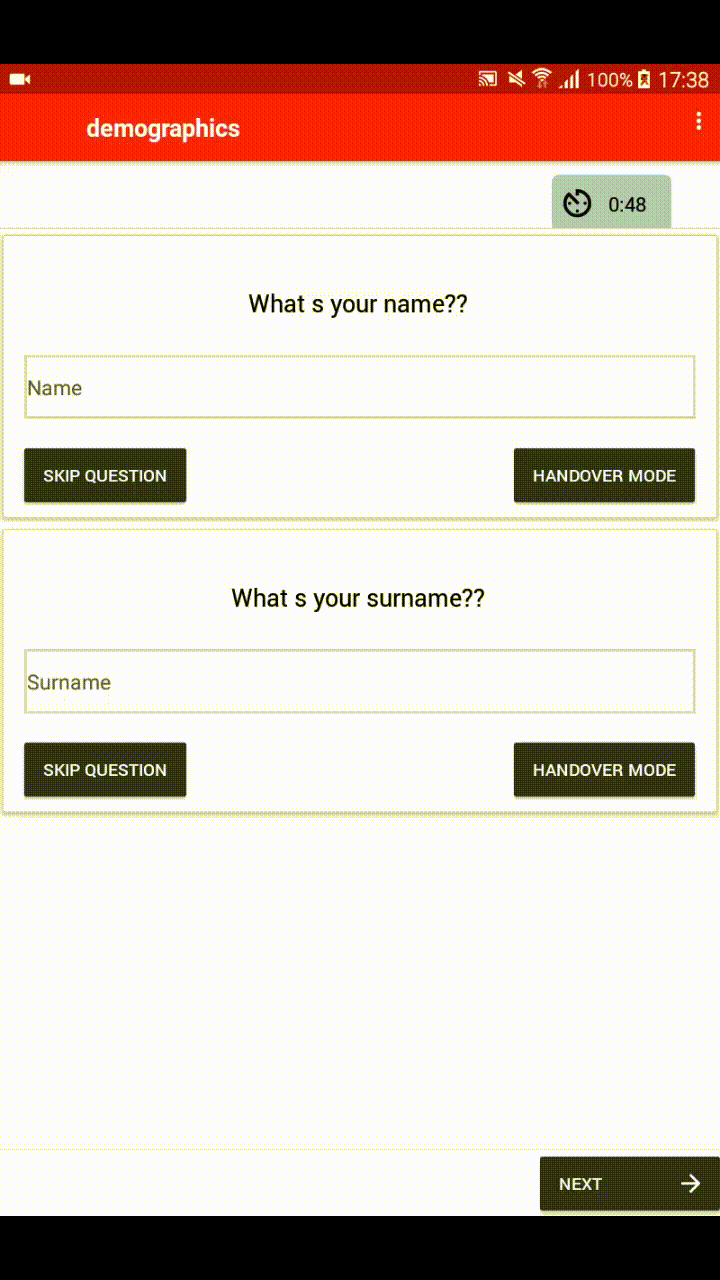 100% 17:38
demographics
0:48
What s your name??
Name
SKIP QUESTION HANDOVER MODE
What s your surname??
Surname
SKIP QUESTION HANDOVER MODE
NEXT